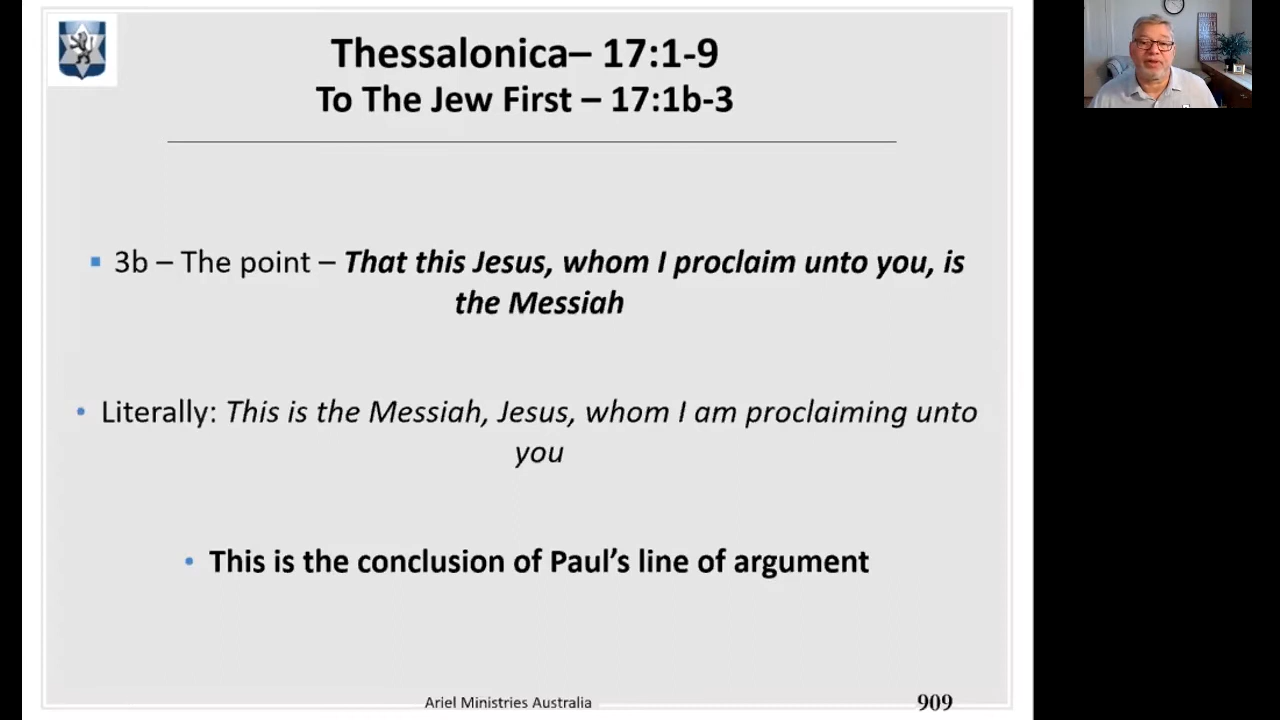 Thessalonica– 17:1-9
To The Jew First – 17:1b-3
3b – The point – That this Jesus, whom I proclaim unto you, is
the Messiah
Literally: This is the Messiah, Jesus, whom I am proclaiming unto
you
This is the conclusion of Paul’s line of argument
Ariel Ministries Australia
909